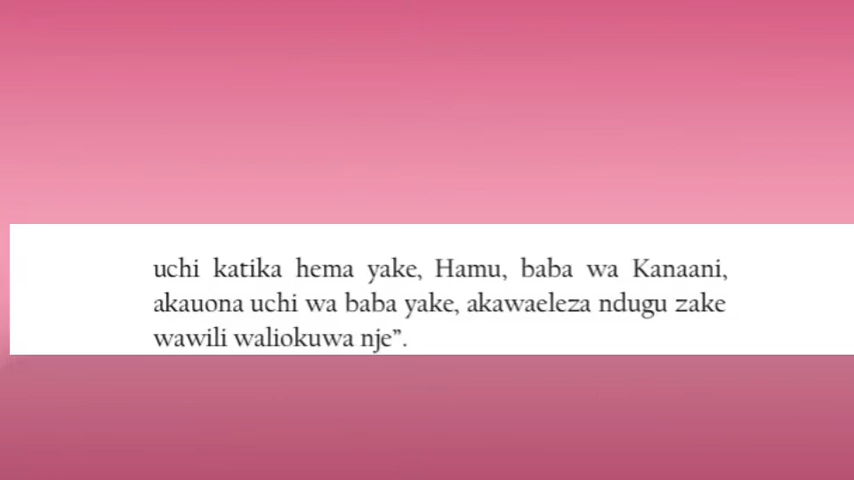 uchi katika hema yake, Hamu, baba wa Kanaani,
akauona uchi wa baba yake, akawaeleza ndugu zake
wawili waliokuwa nje”.